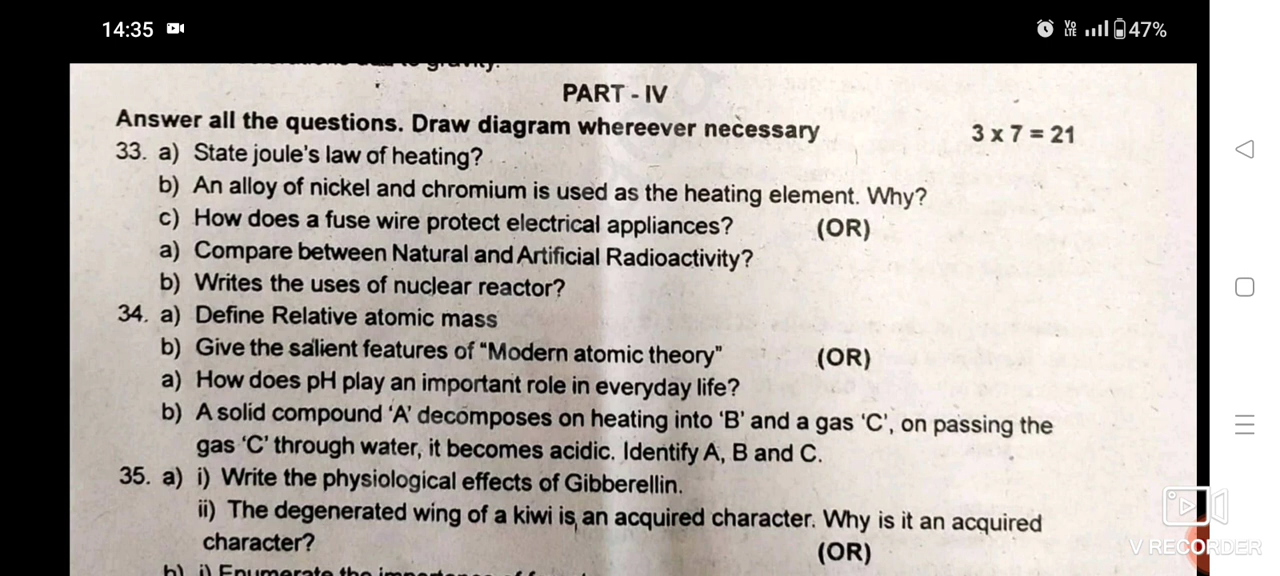 14:35
Vo LTE 47%
gravity.
PART - IV
Answer all the questions. Draw diagram whereever necessary 3 x 7 = 21
33. a) State joule's law of heating?
b) An alloy of nickel and chromium is used as the heating element. Why?
c) How does a fuse wire protect electrical appliances? (OR)
a) Compare between Natural and Artificial Radioactivity?
b) Writes the uses of nuclear reactor?
34. a) Define Relative atomic mass
b) Give the salient features of "Modern atomic theory" (OR)
a) How does pH play an important role in everyday life?
b) A solid compound 'A' decomposes on heating into 'B' and a gas 'C', on passing the
gas 'C' through water, it becomes acidic. Identify A, B and C.
35. a) i) Write the physiological effects of Gibberellin.
ii) The degenerated wing of a kiwi is an acquired character. Why is it an acquired
character? (OR)
b) i) Enumerate the
V RECORDER